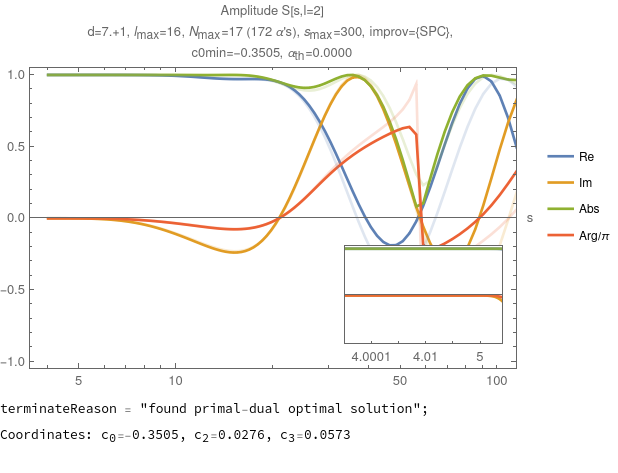 Amplitude S[s,l=2]
d=7.+1, lmax=16, Nmax=17 (172 α's), smax=300, improv={SPC},
c0min=-0.3505, αth=0.0000
1.0
0.5
0.0
-0.5
-1.0
5
10
50
100
s
Re
Im
Abs
Arg/π
4.0001
4.01
5
terminateReason = "found primal-dual optimal solution";
Coordinates: c0=-0.3505, c2=0.0276, c3=0.0573